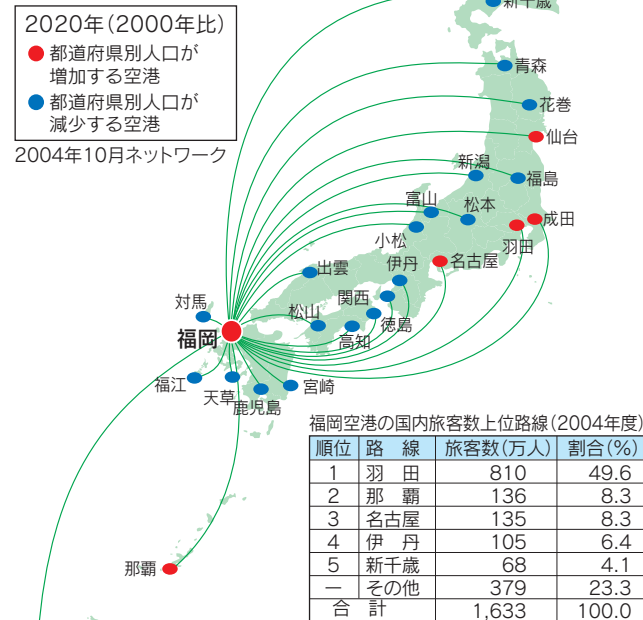 2020年(2000年比)
都道府県別人口が
増加する空港
都道府県別人口が
減少する空港
2004年10月ネットワーク
新千歳
青森
花巻
仙台
新潟
福島
富山
松本
成田
羽田
小松
名古屋
出雲
伊丹
関西
対馬
松山
徳島
福岡
高知
福江
天草
鹿児島
宮崎
那覇
福岡空港の国内旅客数上位路線(2004年度)
順位 路 線 旅客数(万人) 割合(%)
1 羽 田 810 49.6
2 那 覇 136 8.3
3 名古屋 135 8.3
4 伊 丹 105 6.4
5 新千歳 68 4.1
― その他 379 23.3
合 計 1,633 100.0